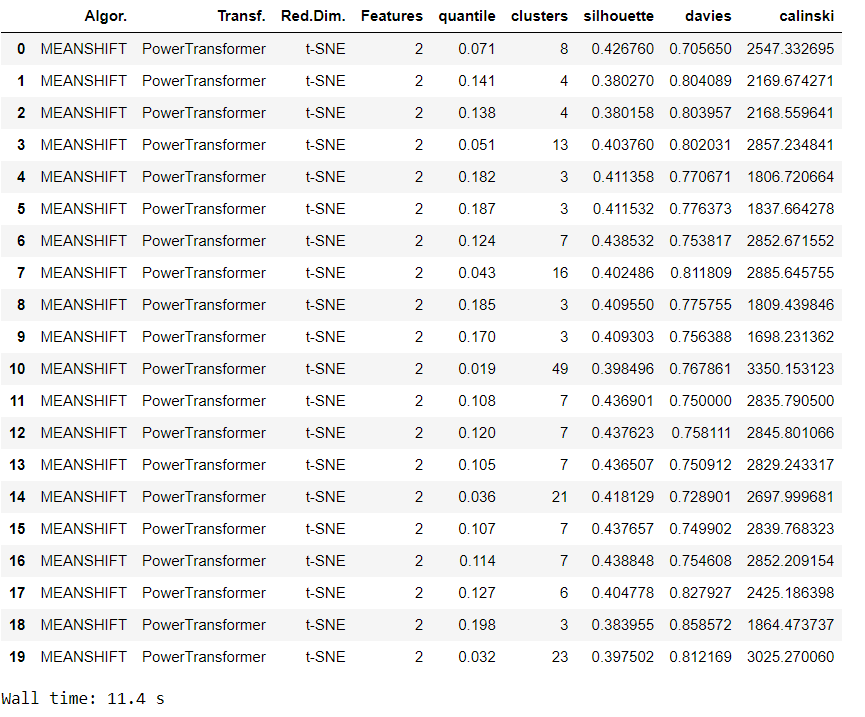 Algor. Transf. Red.Dim. Features quantile clusters silhouette davies calinski
0 MEANSHIFT PowerTransformer t-SNE 2 0.071 8 0.426760 0.705650 2547.332695
1 MEANSHIFT PowerTransformer t-SNE 2 0.141 4 0.380270 0.804089 2169.674271
2 MEANSHIFT PowerTransformer t-SNE 2 0.138 4 0.380158 0.803957 2168.559641
3 MEANSHIFT PowerTransformer t-SNE 2 0.051 13 0.403760 0.802031 2857.234841
4 MEANSHIFT PowerTransformer t-SNE 2 0.182 3 0.411358 0.770671 1806.720664
5 MEANSHIFT PowerTransformer t-SNE 2 0.187 3 0.411532 0.776373 1837.664278
6 MEANSHIFT PowerTransformer t-SNE 2 0.124 7 0.438532 0.753817 2852.671552
7 MEANSHIFT PowerTransformer t-SNE 2 0.043 16 0.402486 0.811809 2885.645755
8 MEANSHIFT PowerTransformer t-SNE 2 0.185 3 0.409550 0.775755 1809.439846
9 MEANSHIFT PowerTransformer t-SNE 2 0.170 3 0.409303 0.756388 1698.231362
10 MEANSHIFT PowerTransformer t-SNE 2 0.019 49 0.398496 0.767861 3350.153123
11 MEANSHIFT PowerTransformer t-SNE 2 0.108 7 0.436901 0.750000 2835.790500
12 MEANSHIFT PowerTransformer t-SNE 2 0.120 7 0.437623 0.758111 2845.801066
13 MEANSHIFT PowerTransformer t-SNE 2 0.105 7 0.436507 0.750912 2829.243317
14 MEANSHIFT PowerTransformer t-SNE 2 0.036 21 0.418129 0.728901 2697.999681
15 MEANSHIFT PowerTransformer t-SNE 2 0.107 7 0.437657 0.749902 2839.768323
16 MEANSHIFT PowerTransformer t-SNE 2 0.114 7 0.438848 0.754608 2852.209154
17 MEANSHIFT PowerTransformer t-SNE 2 0.127 6 0.404778 0.827927 2425.186398
18 MEANSHIFT PowerTransformer t-SNE 2 0.198 3 0.383955 0.858572 1864.473737
19 MEANSHIFT PowerTransformer t-SNE 2 0.032 23 0.397502 0.812169 3025.270060
Wall time: 11.4 s